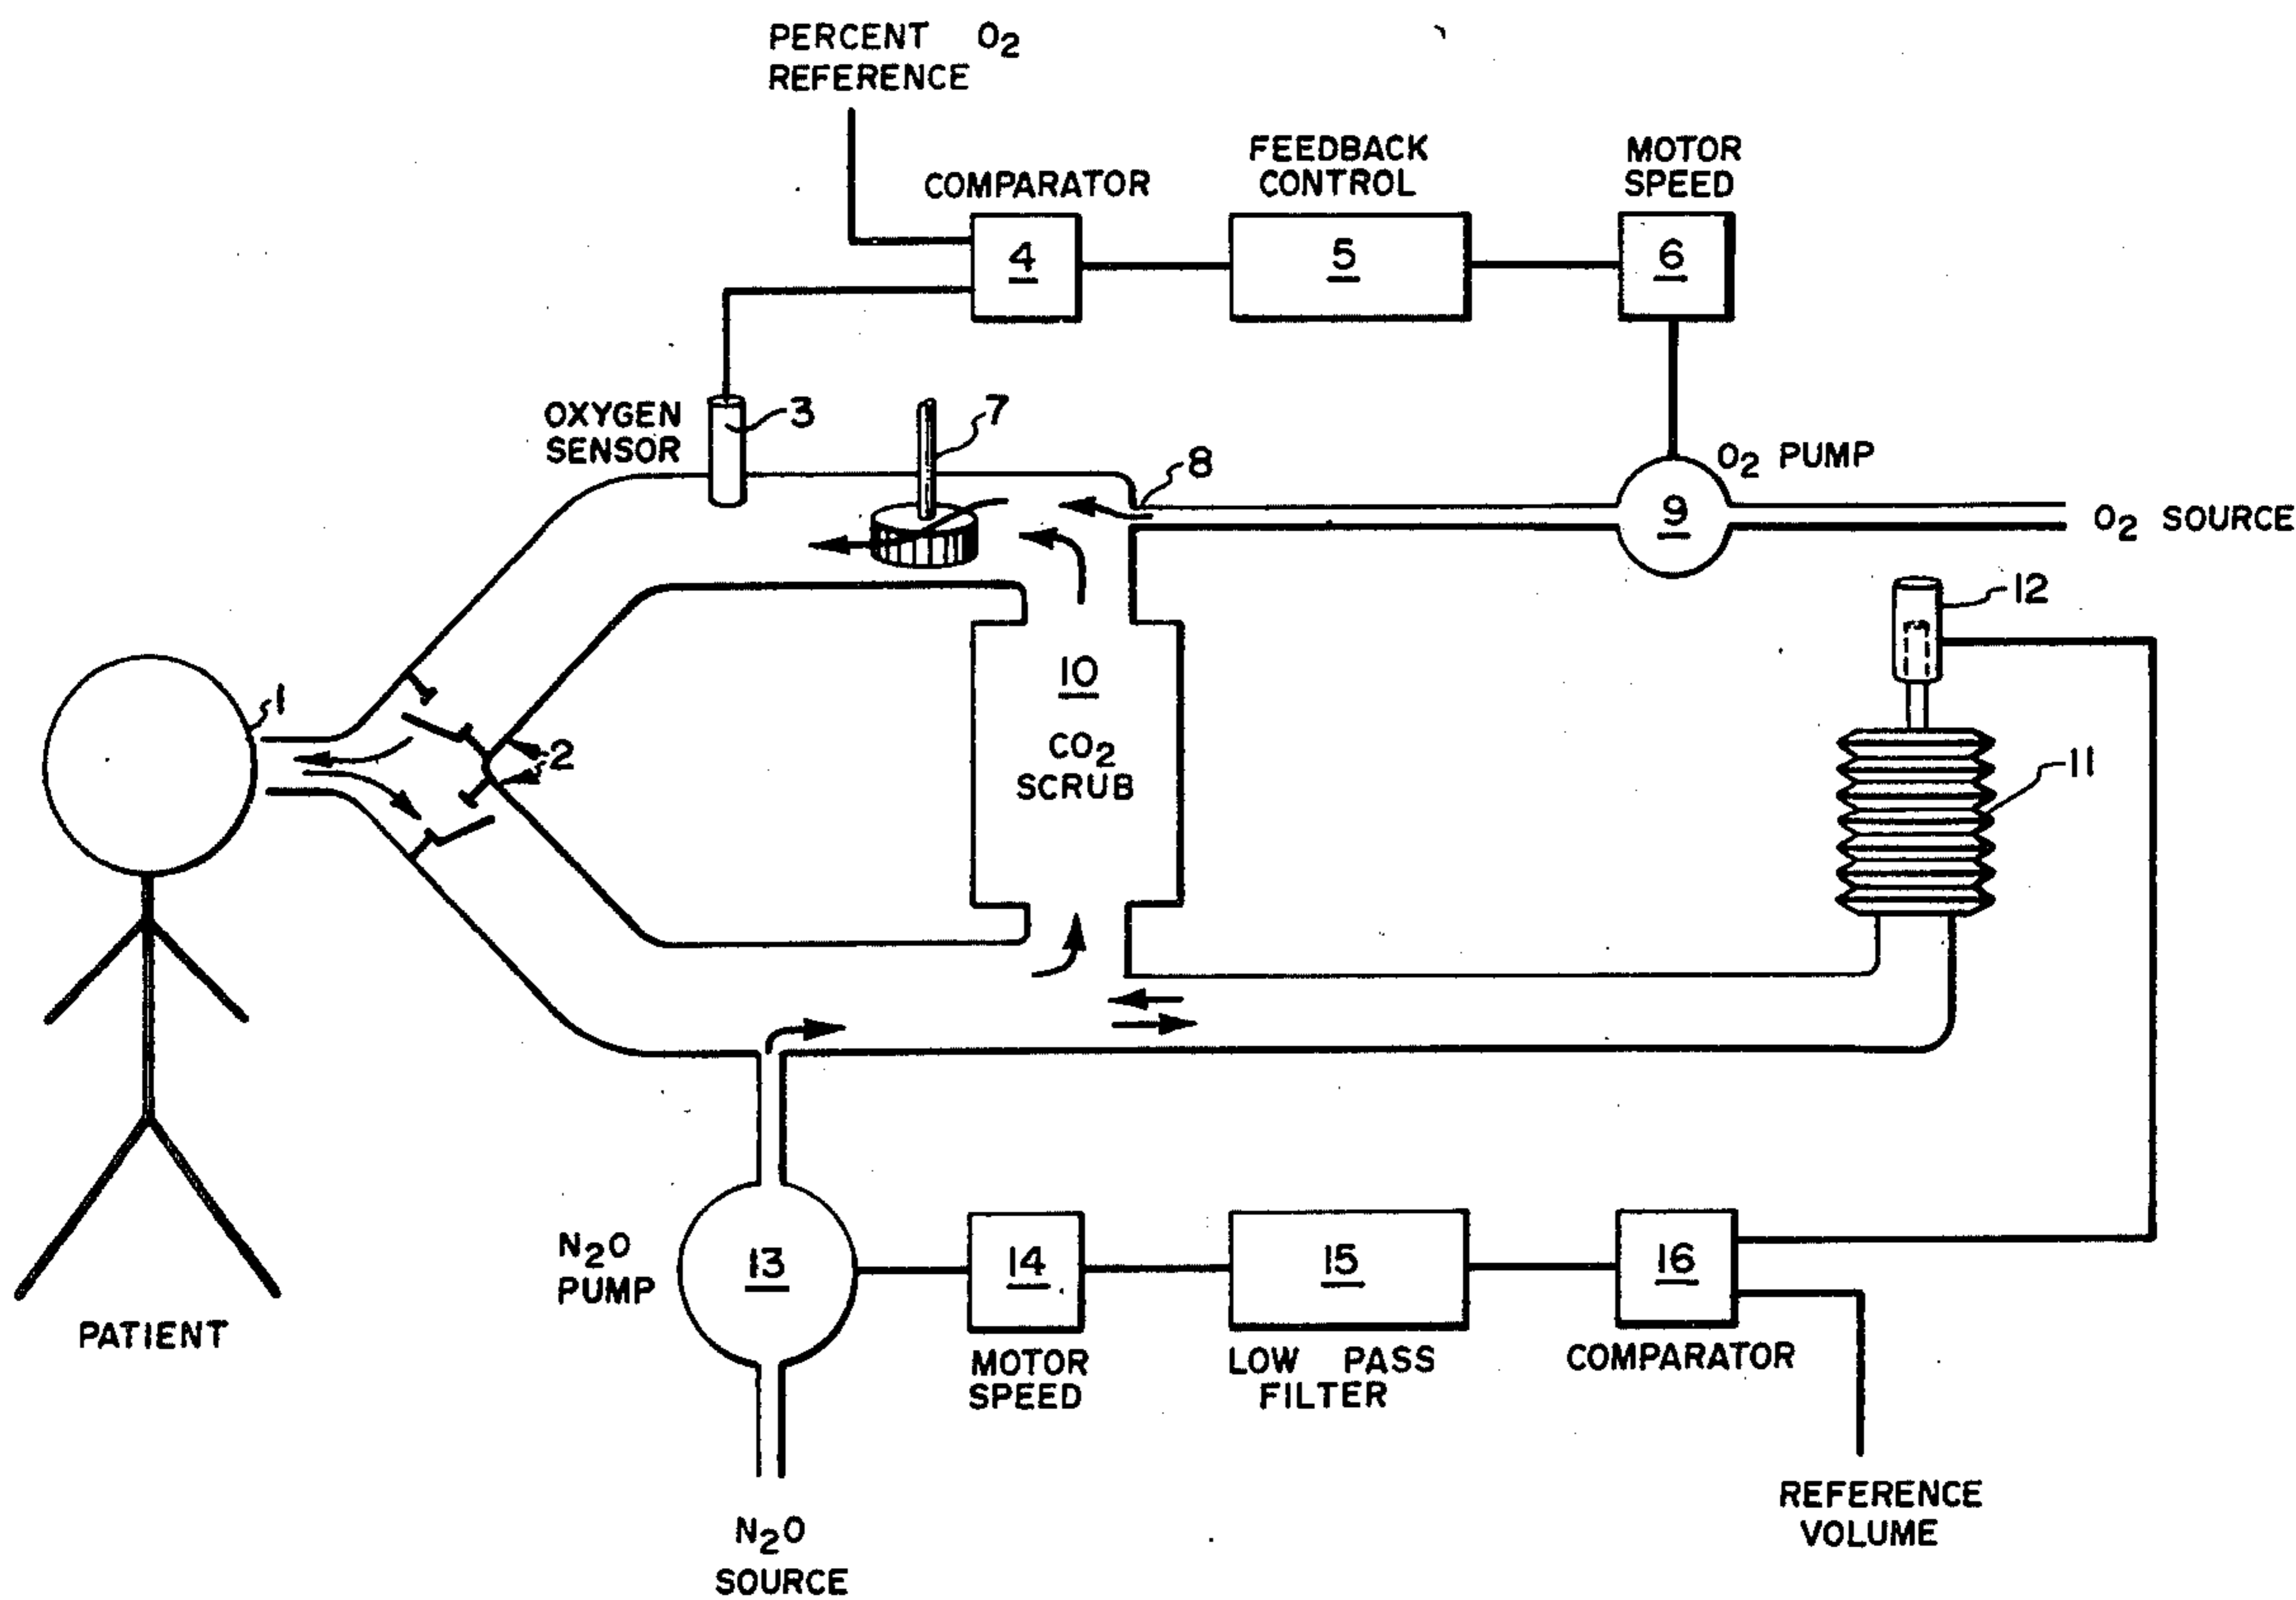 PERCENT O2
REFERENCE
COMPARATOR
FEEDBACK
CONTROL
MOTOR
SPEED
4
5
6
OXYGEN
SENSOR
3
7
8
O2 PUMP
9
O2 SOURCE
12
10
CO2
SCRUB
1
2
11
N2O
PUMP
13
14
15
16
PATIENT
MOTOR
SPEED
LOW PASS
FILTER
COMPARATOR
REFERENCE
VOLUME
N2O
SOURCE